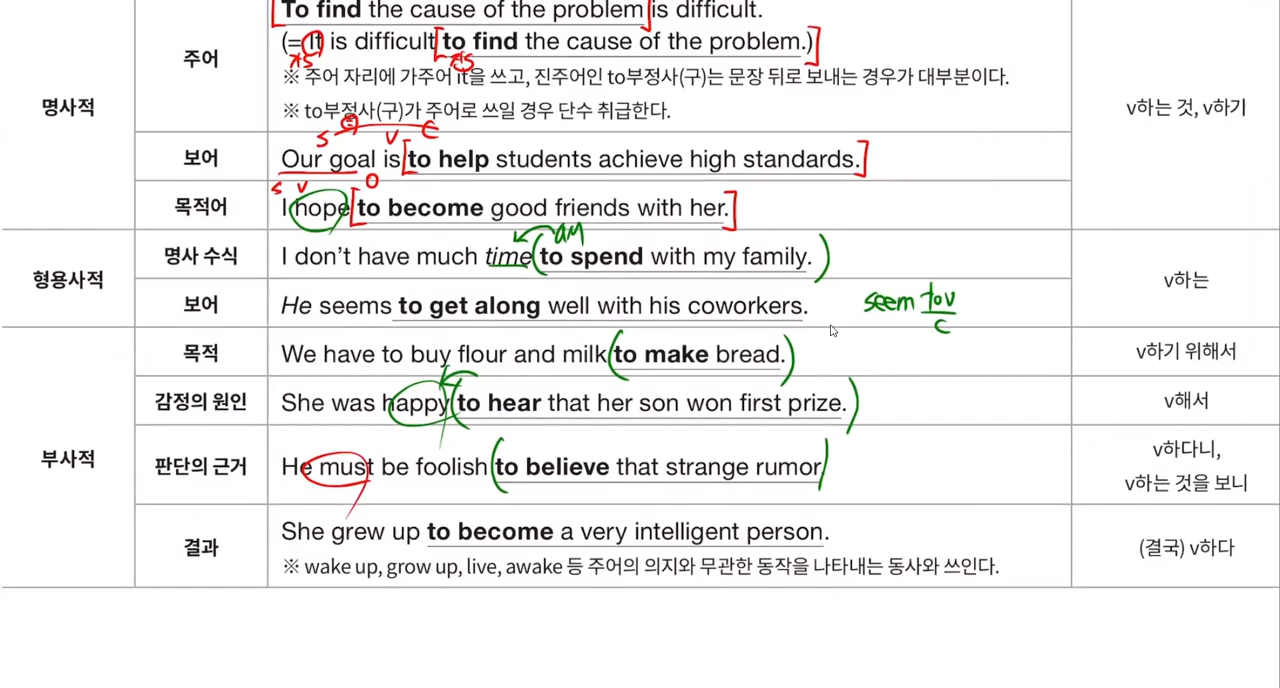 To find the cause of the problem is difficult.
(= It is difficult to find the cause of the problem.)
주어
가S
※ 주어 자리에 가주어 it을 쓰고, 진주어인 to부정사(구)는 문장 뒤로 보내는 경우가 대부분이다.
명사적
v하는 것, v하기
※ to부정사(구)가 주어로 쓰일 경우 단수 취급한다.
S = V C
보어
Our goal is to help students achieve high standards.
S V O
목적어
I hope to become good friends with her.
명사 수식
I don't have much time to spend with my family.
형용사적
v하는
보어
He seems to get along well with his coworkers.
seem to v
C
목적
We have to buy flour and milk to make bread.
v하기 위해서
감정의 원인
She was happy to hear that her son won first prize.
v해서
부사적
판단의 근거
He must be foolish to believe that strange rumor
v하다니,
v하는 것을 보니
결과
She grew up to become a very intelligent person.
(결국) v하다
※ wake up, grow up, live, awake 등 주어의 의지와 무관한 동작을 나타내는 동사와 쓰인다.